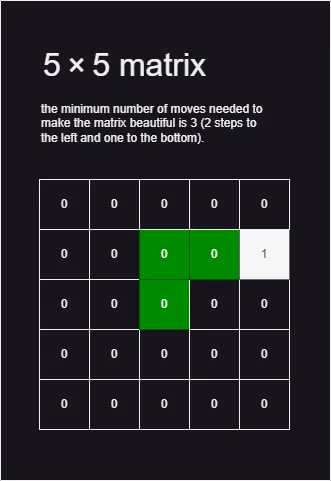 5 × 5 matrix
the minimum number of moves needed to
make the matrix beautiful is 3 (2 steps to
the left and one to the bottom).
0 0 0 0 0
0 0 0 0 1
0 0 0 0 0
0 0 0 0 0
0 0 0 0 0